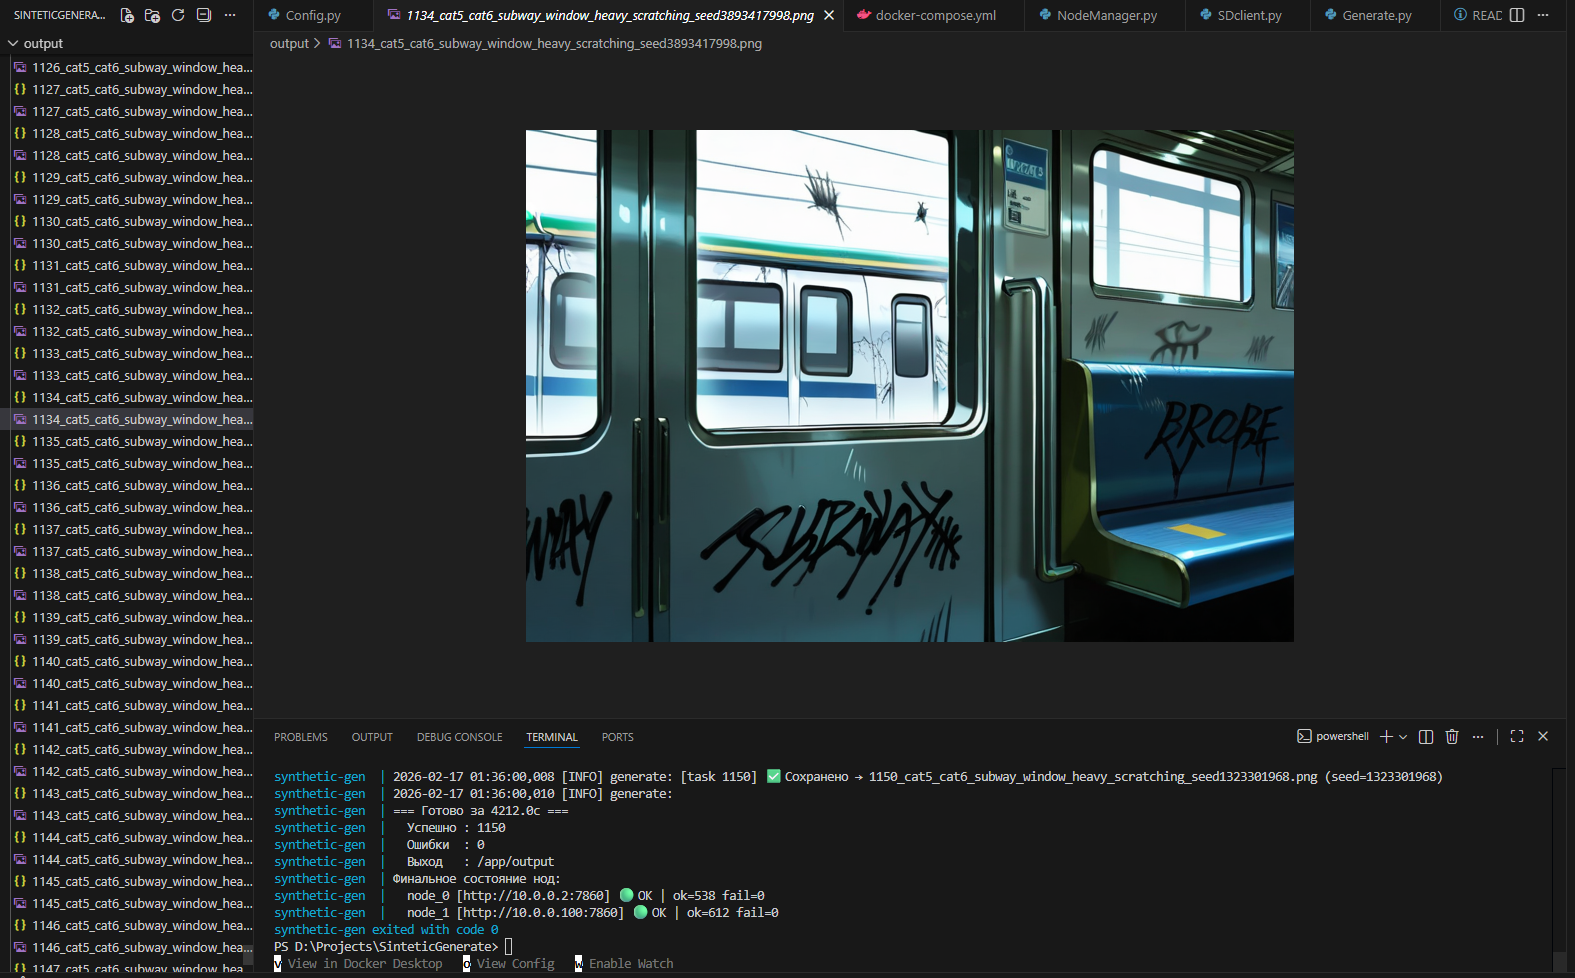 SINTETICGENERA...
Config.py
1134_cat5_cat6_subway_window_heavy_scratching_seed3893417998.png
docker-compose.yml
NodeManager.py
SDclient.py
Generate.py
READ
output
output > 1134_cat5_cat6_subway_window_heavy_scratching_seed3893417998.png
1126_cat5_cat6_subway_window_hea...
1127_cat5_cat6_subway_window_hea...
1127_cat5_cat6_subway_window_hea...
1128_cat5_cat6_subway_window_hea...
1128_cat5_cat6_subway_window_hea...
1129_cat5_cat6_subway_window_hea...
1129_cat5_cat6_subway_window_hea...
1130_cat5_cat6_subway_window_hea...
1130_cat5_cat6_subway_window_hea...
1131_cat5_cat6_subway_window_hea...
1131_cat5_cat6_subway_window_hea...
1132_cat5_cat6_subway_window_hea...
1132_cat5_cat6_subway_window_hea...
1133_cat5_cat6_subway_window_hea...
1133_cat5_cat6_subway_window_hea...
1134_cat5_cat6_subway_window_hea...
1134_cat5_cat6_subway_window_hea...
1135_cat5_cat6_subway_window_hea...
1135_cat5_cat6_subway_window_hea...
1136_cat5_cat6_subway_window_hea...
1136_cat5_cat6_subway_window_hea...
1137_cat5_cat6_subway_window_hea...
1137_cat5_cat6_subway_window_hea...
1138_cat5_cat6_subway_window_hea...
1138_cat5_cat6_subway_window_hea...
1139_cat5_cat6_subway_window_hea...
1139_cat5_cat6_subway_window_hea...
1140_cat5_cat6_subway_window_hea...
1140_cat5_cat6_subway_window_hea...
1141_cat5_cat6_subway_window_hea...
1141_cat5_cat6_subway_window_hea...
1142_cat5_cat6_subway_window_hea...
1142_cat5_cat6_subway_window_hea...
1143_cat5_cat6_subway_window_hea...
1143_cat5_cat6_subway_window_hea...
1144_cat5_cat6_subway_window_hea...
1144_cat5_cat6_subway_window_hea...
1145_cat5_cat6_subway_window_hea...
1145_cat5_cat6_subway_window_hea...
1146_cat5_cat6_subway_window_hea...
1146_cat5_cat6_subway_window_hea...
1147_cat5_cat6_subway_window_hea...
BROBE
WAY
SUBWAY
PROBLEMS
OUTPUT
DEBUG CONSOLE
TERMINAL
PORTS
powershell
synthetic-gen | 2026-02-17 01:36:00,008 [INFO] generate: [task 1150] ✅ Сохранено → 1150_cat5_cat6_subway_window_heavy_scratching_seed1323301968.png (seed=1323301968)
synthetic-gen | 2026-02-17 01:36:00,010 [INFO] generate:
synthetic-gen | === Готово за 4212.0с ===
synthetic-gen | Успешно : 1150
synthetic-gen | Ошибки : 0
synthetic-gen | Выход : /app/output
synthetic-gen | Финальное состояние нод:
synthetic-gen | node_0 [http://10.0.0.2:7860] 🟢 OK | ok=538 fail=0
synthetic-gen | node_1 [http://10.0.0.100:7860] 🟢 OK | ok=612 fail=0
synthetic-gen exited with code 0
PS D:\Projects\SinteticGenerate>
v View in Docker Desktop o View Config w Enable Watch